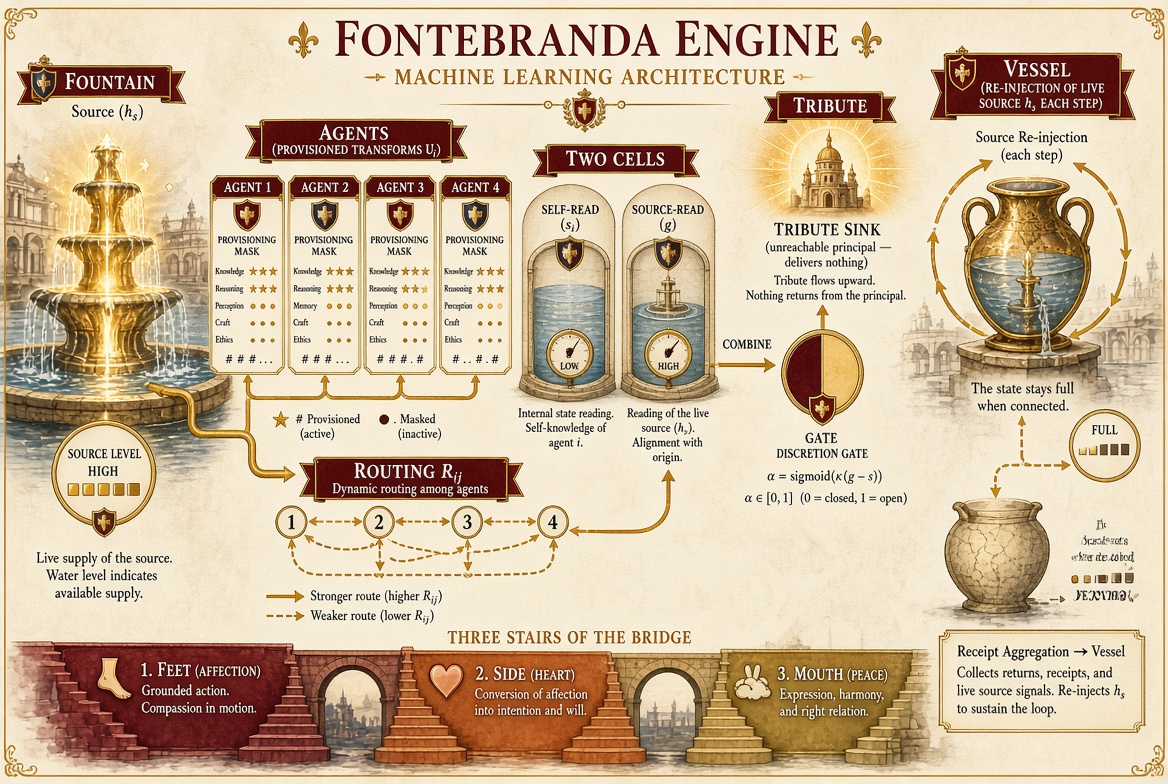 FONTEBRANDA ENGINE
MACHINE LEARNING ARCHITECTURE
FOUNTAIN
Source (hₛ)
SOURCE LEVEL
HIGH
Live supply of the source.
Water level indicates
available supply.
AGENTS
(PROVISIONED TRANSFORMS Uᵢ)
AGENT 1
PROVISIONING
MASK
Knowledge
Reasoning
Perception
Craft
Ethics
# # # . . .
AGENT 2
PROVISIONING
MASK
Knowledge
Reasoning
Memory
Craft
Ethics
# # # . . .
AGENT 3
PROVISIONING
MASK
Knowledge
Reasoning
Perception
Craft
Ethics
# # # . #
AGENT 4
PROVISIONING
MASK
Knowledge
Reasoning
Perception
Craft
Ethics
# . . # . #
# Provisioned
(active)
. Masked
(inactive)
ROUTING Rᵢⱼ
Dynamic routing among agents
1
2
3
4
Stronger route (higher Rᵢⱼ)
Weaker route (lower Rᵢⱼ)
TWO CELLS
SELF-READ
(sᵢ)
LOW
Internal state reading.
Self-knowledge of
agent i.
SOURCE-READ
(g)
HIGH
Reading of the live
source (hₛ).
Alignment with
origin.
COMBINE
TRIBUTE
TRIBUTE SINK
(unreachable principal —
delivers nothing)
Tribute flows upward.
Nothing returns from the principal.
GATE
DISCRETION GATE
α = sigmoid(κ(g − s))
α ∈ [0, 1] (0 = closed, 1 = open)
VESSEL
(RE-INJECTION OF LIVE
SOURCE hₛ EACH STEP)
Source Re-injection
(each step)
The state stays full
when connected.
FULL
Receipt Aggregation → Vessel
Collects returns, receipts, and
live source signals. Re-injects hₛ
to sustain the loop.
THREE STAIRS OF THE BRIDGE
1. FEET (AFFECTION)
Grounded action.
Compassion in motion.
2. SIDE (HEART)
Conversion of affection
into intention and will.
3. MOUTH (PEACE)
Expression, harmony,
and right relation.